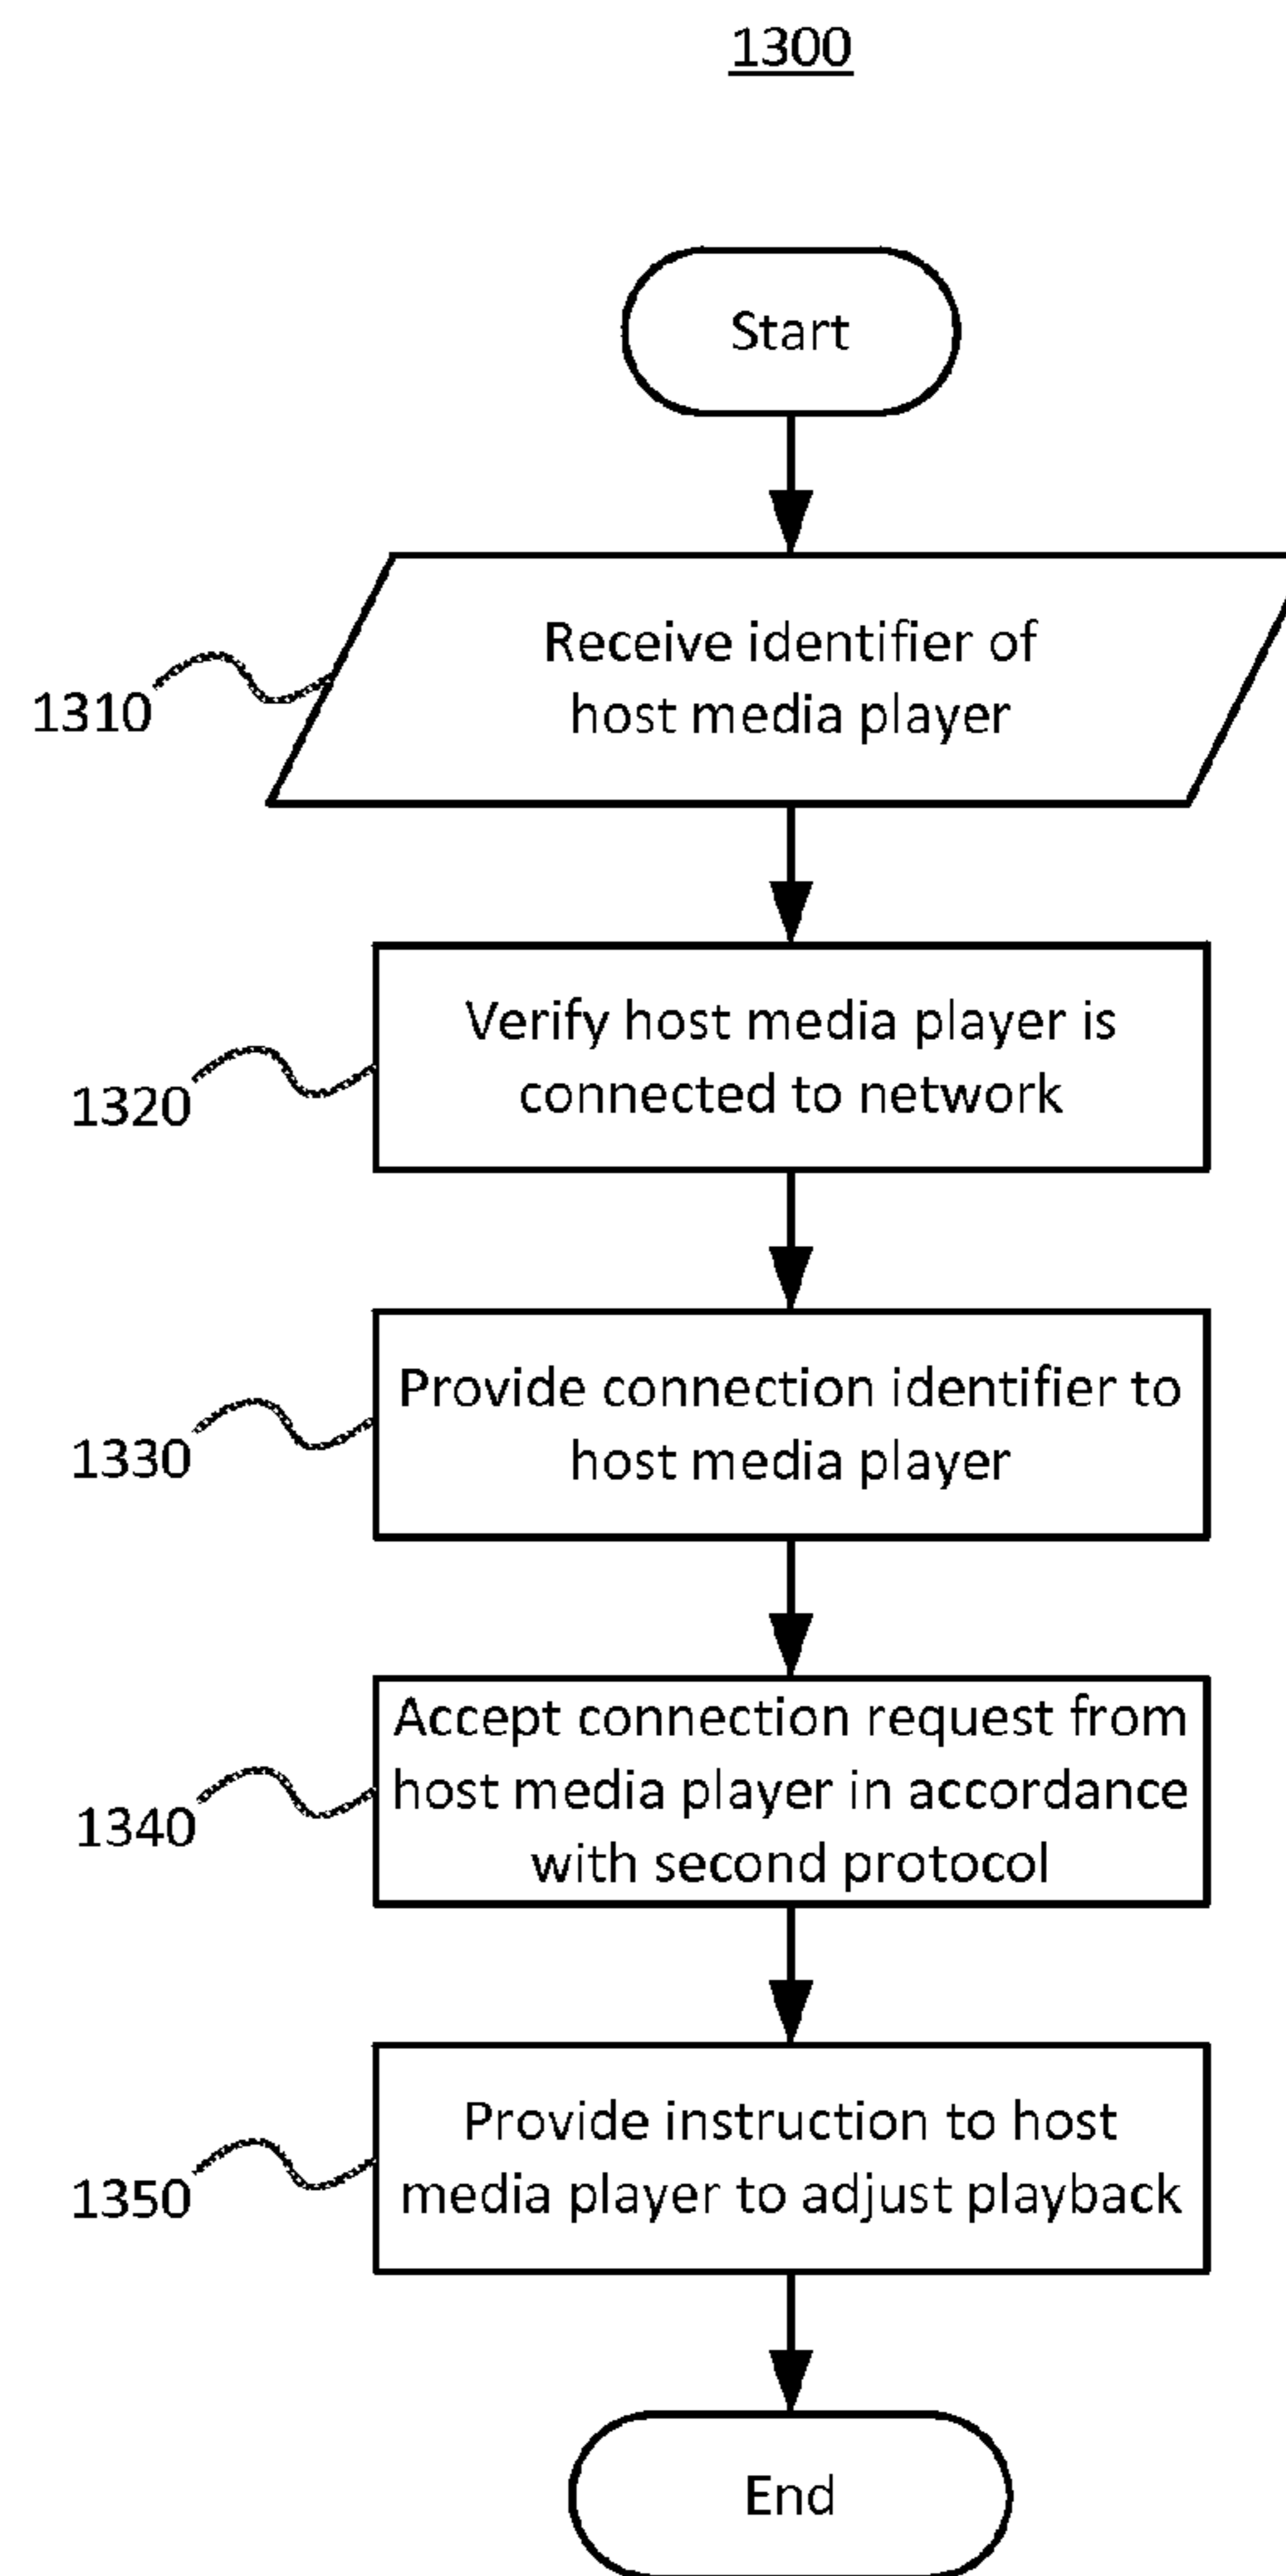 1300
Start
Receive identifier of
host media player
1310
Verify host media player is
connected to network
1320
Provide connection identifier to
host media player
1330
Accept connection request from
host media player in accordance
with second protocol
1340
Provide instruction to host
media player to adjust playback
1350
End